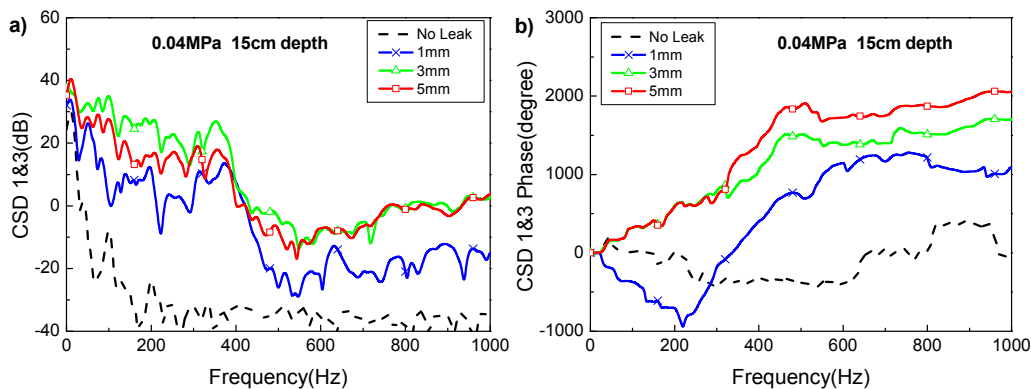 a)
0.04MPa 15cm depth
No Leak
1mm
3mm
5mm
60
40
20
0
-20
-40
CSD 1&3(dB)
0 200 400 600 800 1000
Frequency(Hz)
b)
0.04MPa 15cm depth
No Leak
1mm
3mm
5mm
3000
2000
1000
0
-1000
CSD 1&3 Phase(degree)
0 200 400 600 800 1000
Frequency(Hz)